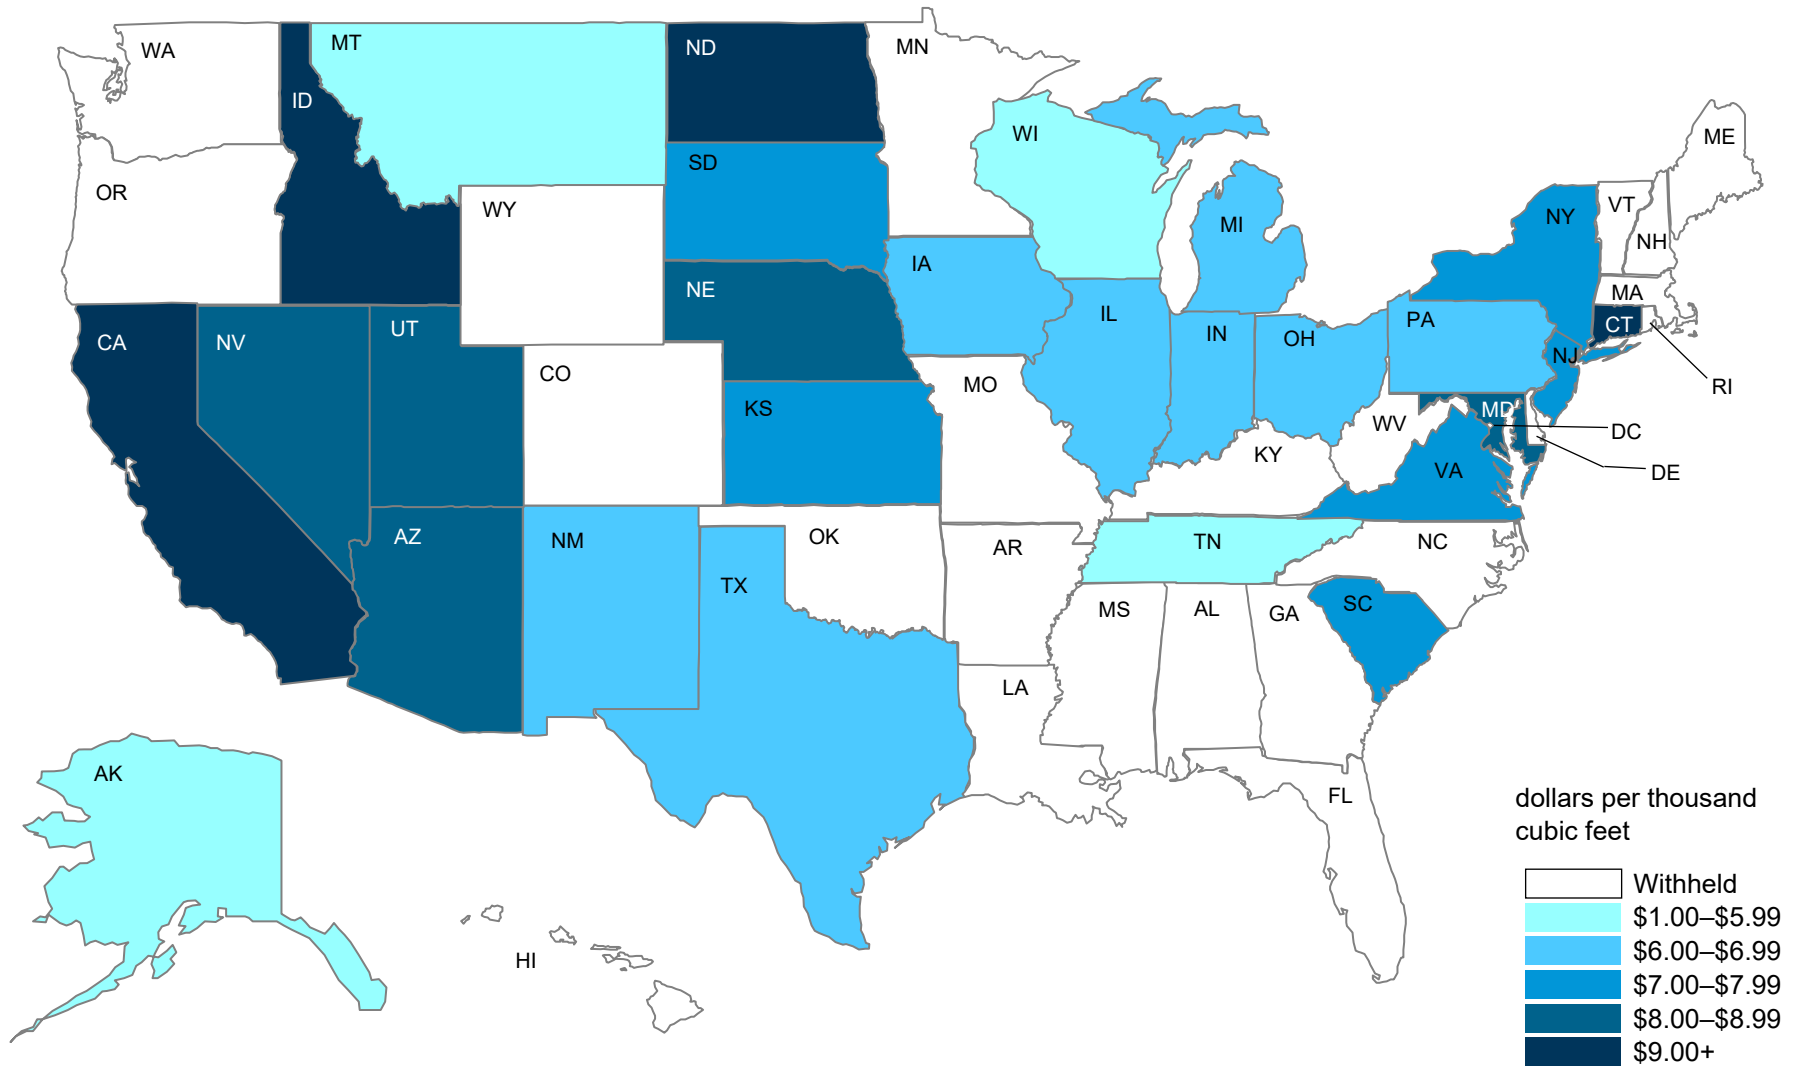 WA
MT
ND
MN
ID
WI
SD
ME
OR
WY
MI
NY
VT
NH
IA
NE
MA
IL
PA
CT
UT
IN
OH
CA
NV
NJ
CO
MO
RI
KS
MD
WV
DC
KY
VA
DE
AZ
NM
OK
AR
TN
NC
TX
MS
AL
GA
SC
LA
AK
FL
HI
dollars per thousand
cubic feet
Withheld
$1.00–$5.99
$6.00–$6.99
$7.00–$7.99
$8.00–$8.99
$9.00+